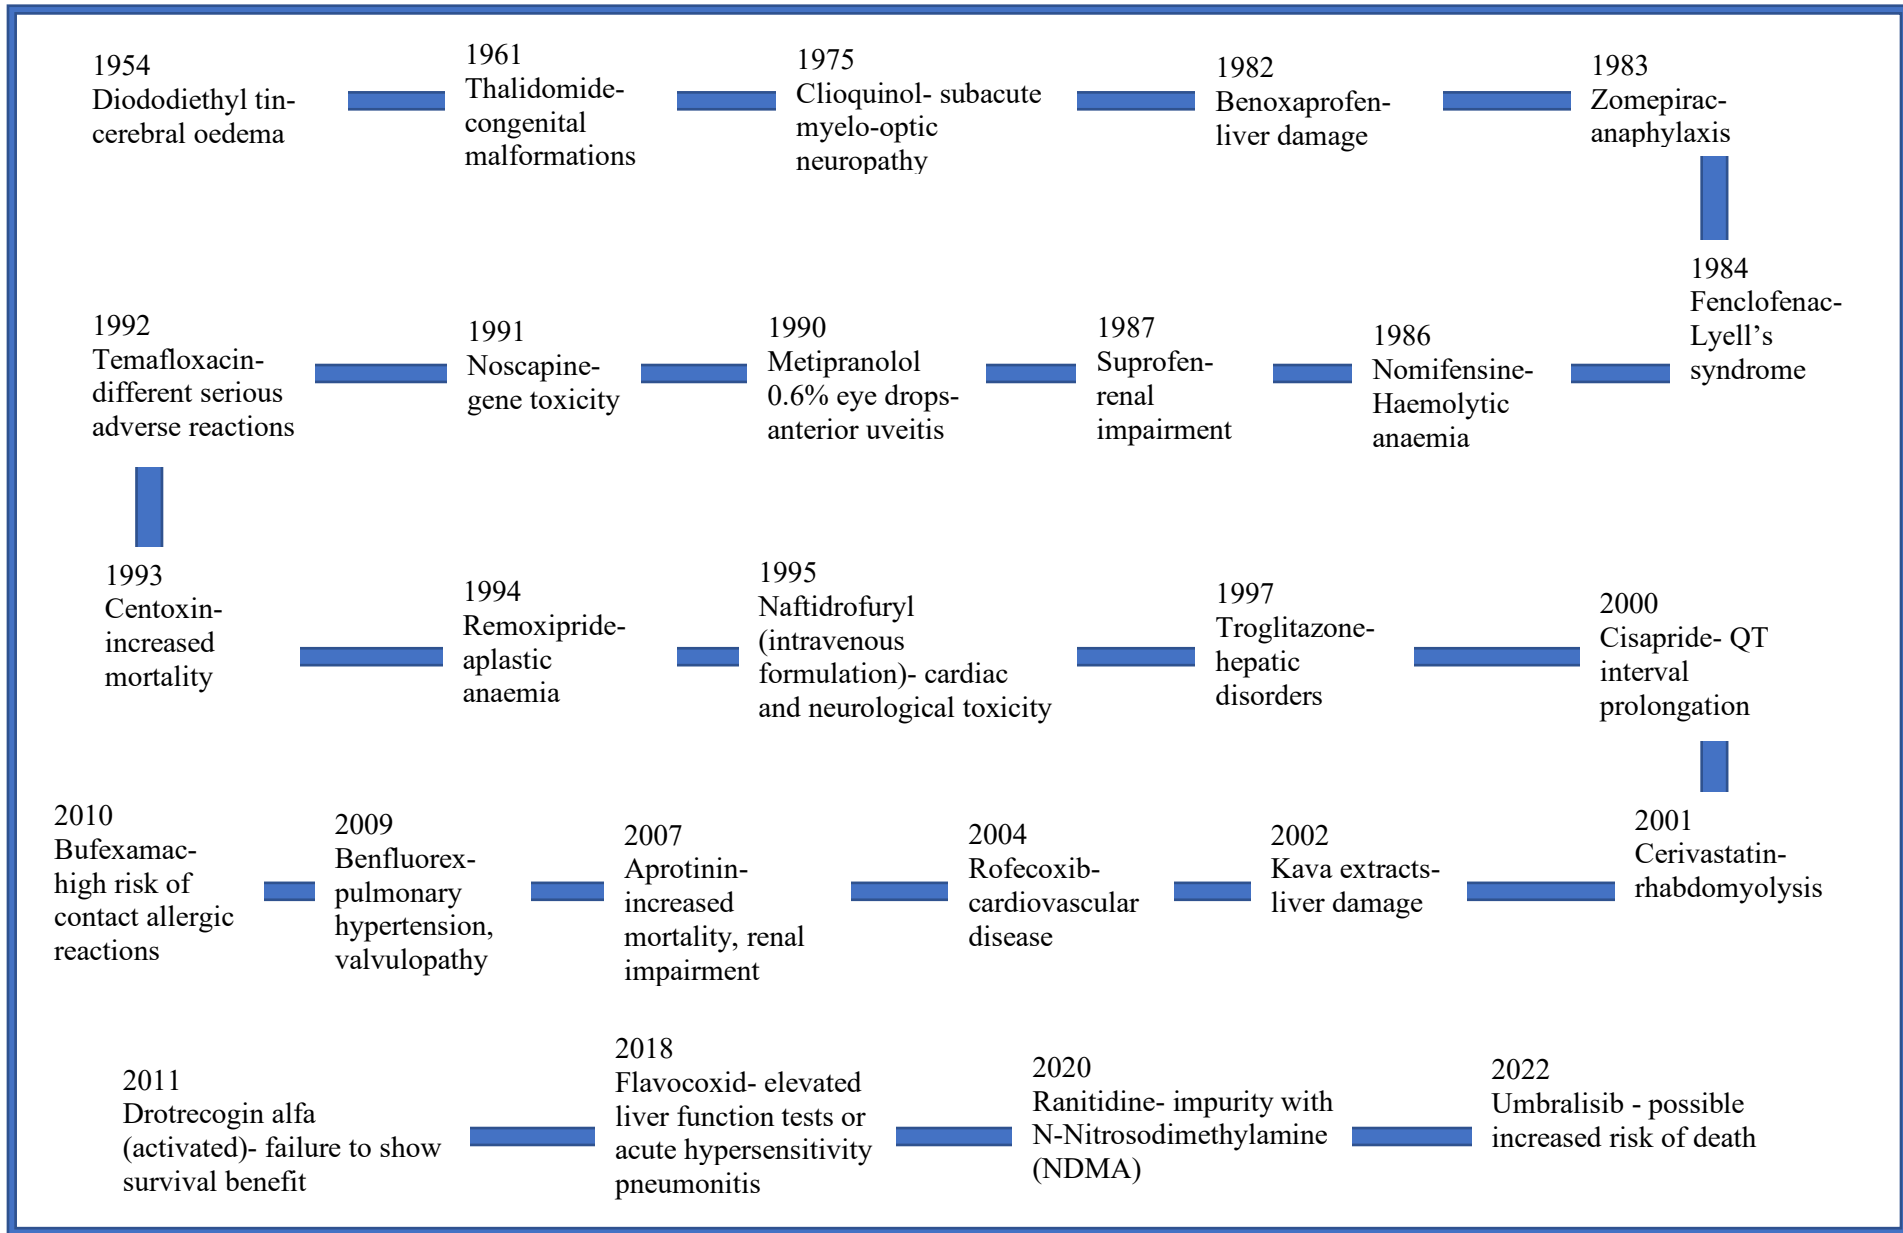 1954
Diododiethyl tin-
cerebral oedema
1961
Thalidomide-
congenital
malformations
1975
Clioquinol- subacute
myelo-optic
neuropathy
1982
Benoxaprofen-
liver damage
1983
Zomepirac-
anaphylaxis
1984
Fenclofenac-
Lyell’s
syndrome
1986
Nomifensine-
Haemolytic
anaemia
1987
Suprofen-
renal
impairment
1990
Metipranolol
0.6% eye drops-
anterior uveitis
1991
Noscapine-
gene toxicity
1992
Temafloxacin-
different serious
adverse reactions
1993
Centoxin-
increased
mortality
1994
Remoxipride-
aplastic
anaemia
1995
Naftidrofuryl
(intravenous
formulation)- cardiac
and neurological toxicity
1997
Troglitazone-
hepatic
disorders
2000
Cisapride- QT
interval
prolongation
2001
Cerivastatin-
rhabdomyolysis
2002
Kava extracts-
liver damage
2004
Rofecoxib-
cardiovascular
disease
2007
Aprotinin-
increased
mortality, renal
impairment
2009
Benfluorex-
pulmonary
hypertension,
valvulopathy
2010
Bufexamac-
high risk of
contact allergic
reactions
2011
Drotrecogin alfa
(activated)- failure to show
survival benefit
2018
Flavocoxid- elevated
liver function tests or
acute hypersensitivity
pneumonitis
2020
Ranitidine- impurity with
N-Nitrosodimethylamine
(NDMA)
2022
Umbralisib - possible
increased risk of death